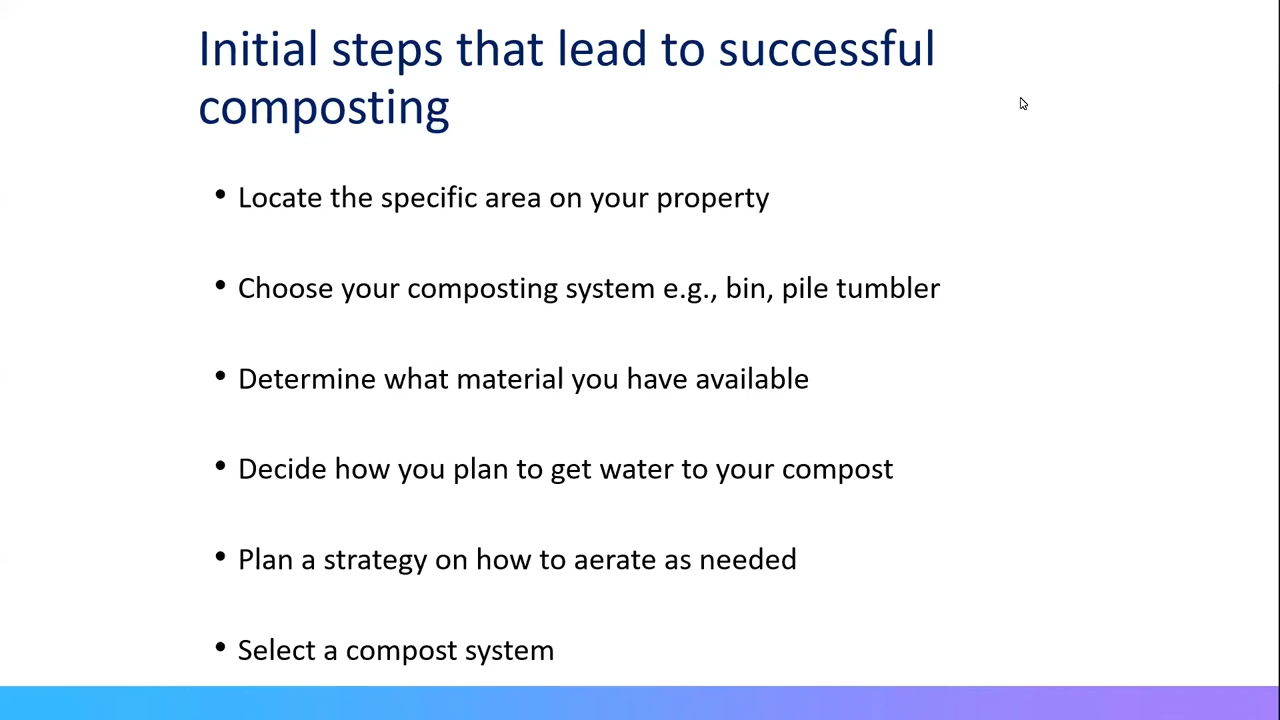 Initial steps that lead to successful
composting
• Locate the specific area on your property
• Choose your composting system e.g., bin, pile tumbler
• Determine what material you have available
• Decide how you plan to get water to your compost
• Plan a strategy on how to aerate as needed
• Select a compost system